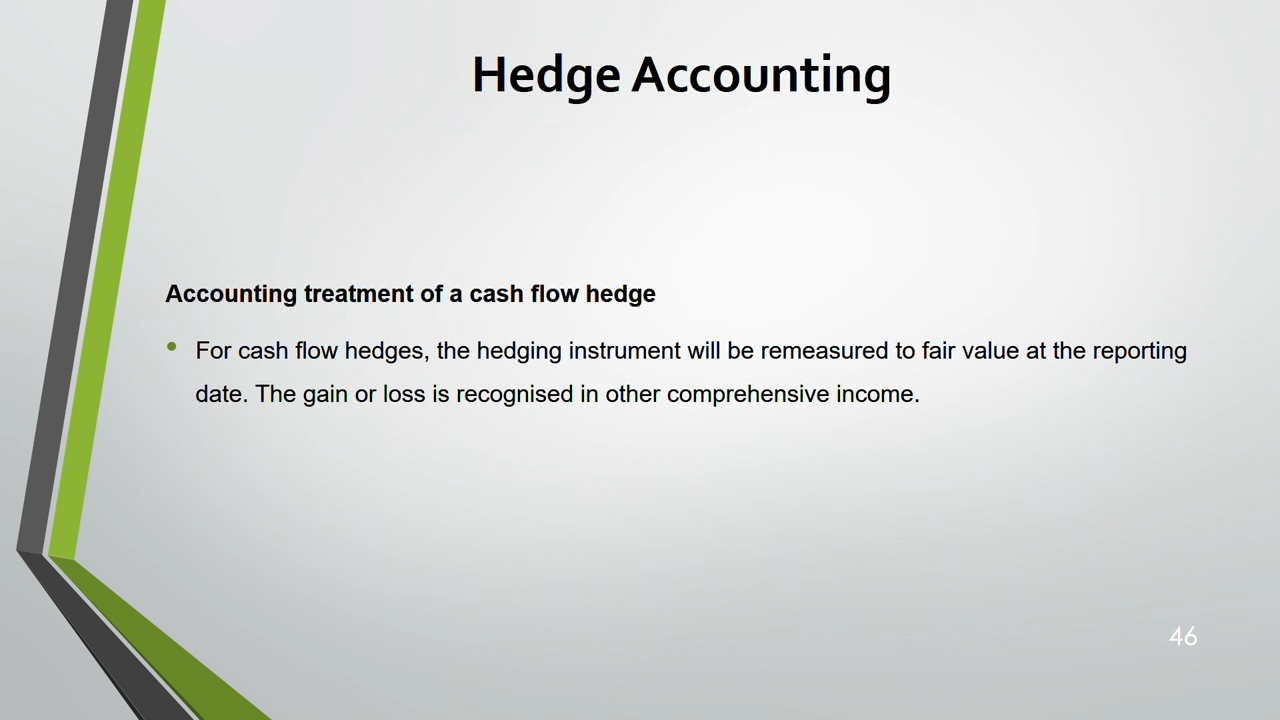 Hedge Accounting
Accounting treatment of a cash flow hedge
• For cash flow hedges, the hedging instrument will be remeasured to fair value at the reporting
date. The gain or loss is recognised in other comprehensive income.
46